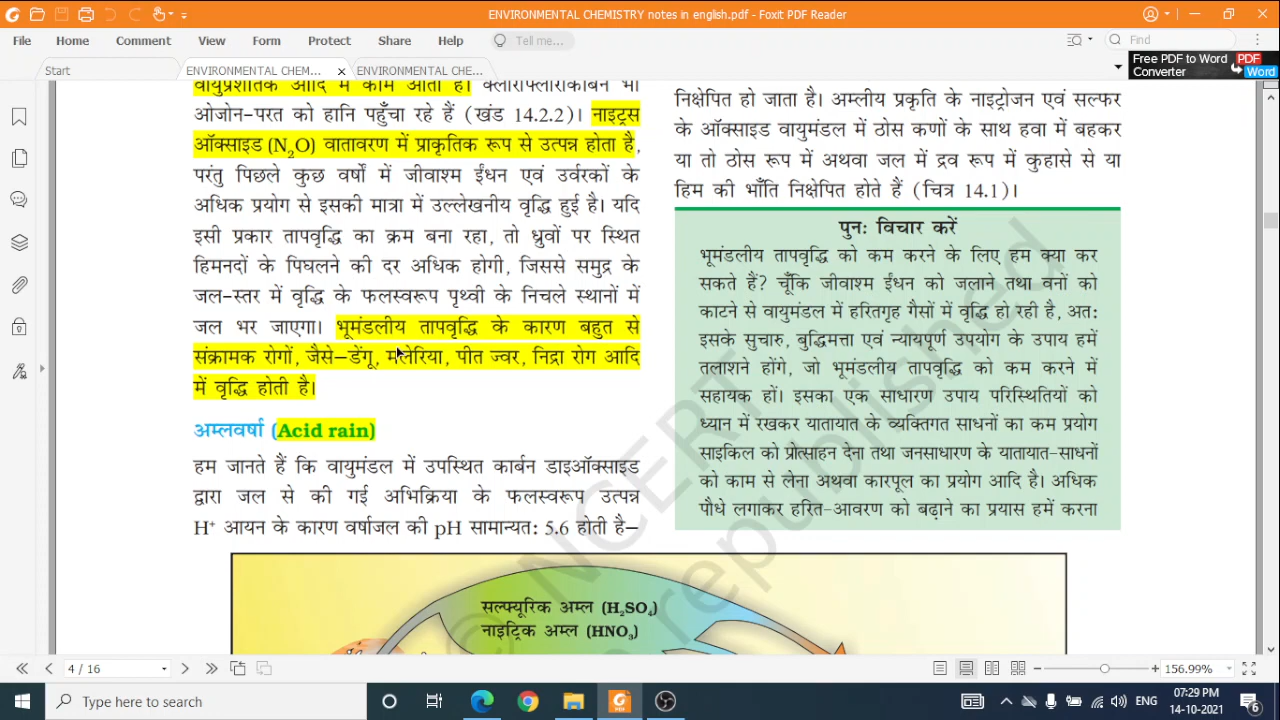 ENVIRONMENTAL CHEMISTRY notes in english.pdf - Foxit PDF Reader
File Home Comment View Form Protect Share Help Tell me... Find
Start ENVIRONMENTAL CHEM... ENVIRONMENTAL CHE...
Free PDF to Word PDF
Converter Word
वायुप्रशीतक आदि में काम आता है। क्लोरोफ्लोरोकार्बन भी
ओजोन-परत को हानि पहुँचा रहे हैं (खंड 14.2.2)। नाइट्रस
ऑक्साइड (N₂O) वातावरण में प्राकृतिक रूप से उत्पन्न होता है,
परंतु पिछले कुछ वर्षों में जीवाश्म ईंधन एवं उर्वरकों के
अधिक प्रयोग से इसकी मात्रा में उल्लेखनीय वृद्धि हुई है। यदि
इसी प्रकार तापवृद्धि का क्रम बना रहा, तो ध्रुवों पर स्थित
हिमनदों के पिघलने की दर अधिक होगी, जिससे समुद्र के
जल-स्तर में वृद्धि के फलस्वरूप पृथ्वी के निचले स्थानों में
जल भर जाएगा। भूमंडलीय तापवृद्धि के कारण बहुत से
संक्रामक रोगों, जैसे–डेंगू, मलेरिया, पीत ज्वर, निद्रा रोग आदि
में वृद्धि होती है।
अम्लवर्षा (Acid rain)
हम जानते हैं कि वायुमंडल में उपस्थित कार्बन डाइऑक्साइड
द्वारा जल से की गई अभिक्रिया के फलस्वरूप उत्पन्न
H⁺ आयन के कारण वर्षाजल की pH सामान्यत: 5.6 होती है–
निक्षेपित हो जाता है। अम्लीय प्रकृति के नाइट्रोजन एवं सल्फर
के ऑक्साइड वायुमंडल में ठोस कणों के साथ हवा में बहकर
या तो ठोस रूप में अथवा जल में द्रव रूप में कुहासे से या
हिम की भाँति निक्षेपित होते हैं (चित्र 14.1)।
पुन: विचार करें
भूमंडलीय तापवृद्धि को कम करने के लिए हम क्या कर
सकते हैं? चूँकि जीवाश्म ईंधन को जलाने तथा वनों को
काटने से वायुमंडल में हरितगृह गैसों में वृद्धि हो रही है, अत:
इसके सुचारु, बुद्धिमत्ता एवं न्यायपूर्ण उपयोग के उपाय हमें
तलाशने होंगे, जो भूमंडलीय तापवृद्धि को कम करने में
सहायक हों। इसका एक साधारण उपाय परिस्थितियों को
ध्यान में रखकर यातायात के व्यक्तिगत साधनों का कम प्रयोग
साइकिल को प्रोत्साहन देना तथा जनसाधारण के यातायात-साधनों
को काम से लेना अथवा कारपूल का प्रयोग आदि है। अधिक
पौधे लगाकर हरित-आवरण को बढ़ाने का प्रयास हमें करना
© NCERT
republished
सल्फ्यूरिक अम्ल (H₂SO₄)
नाइट्रिक अम्ल (HNO₃)
4 / 16 156.99%
Type here to search ENG 07:29 PM
14-10-2021 6